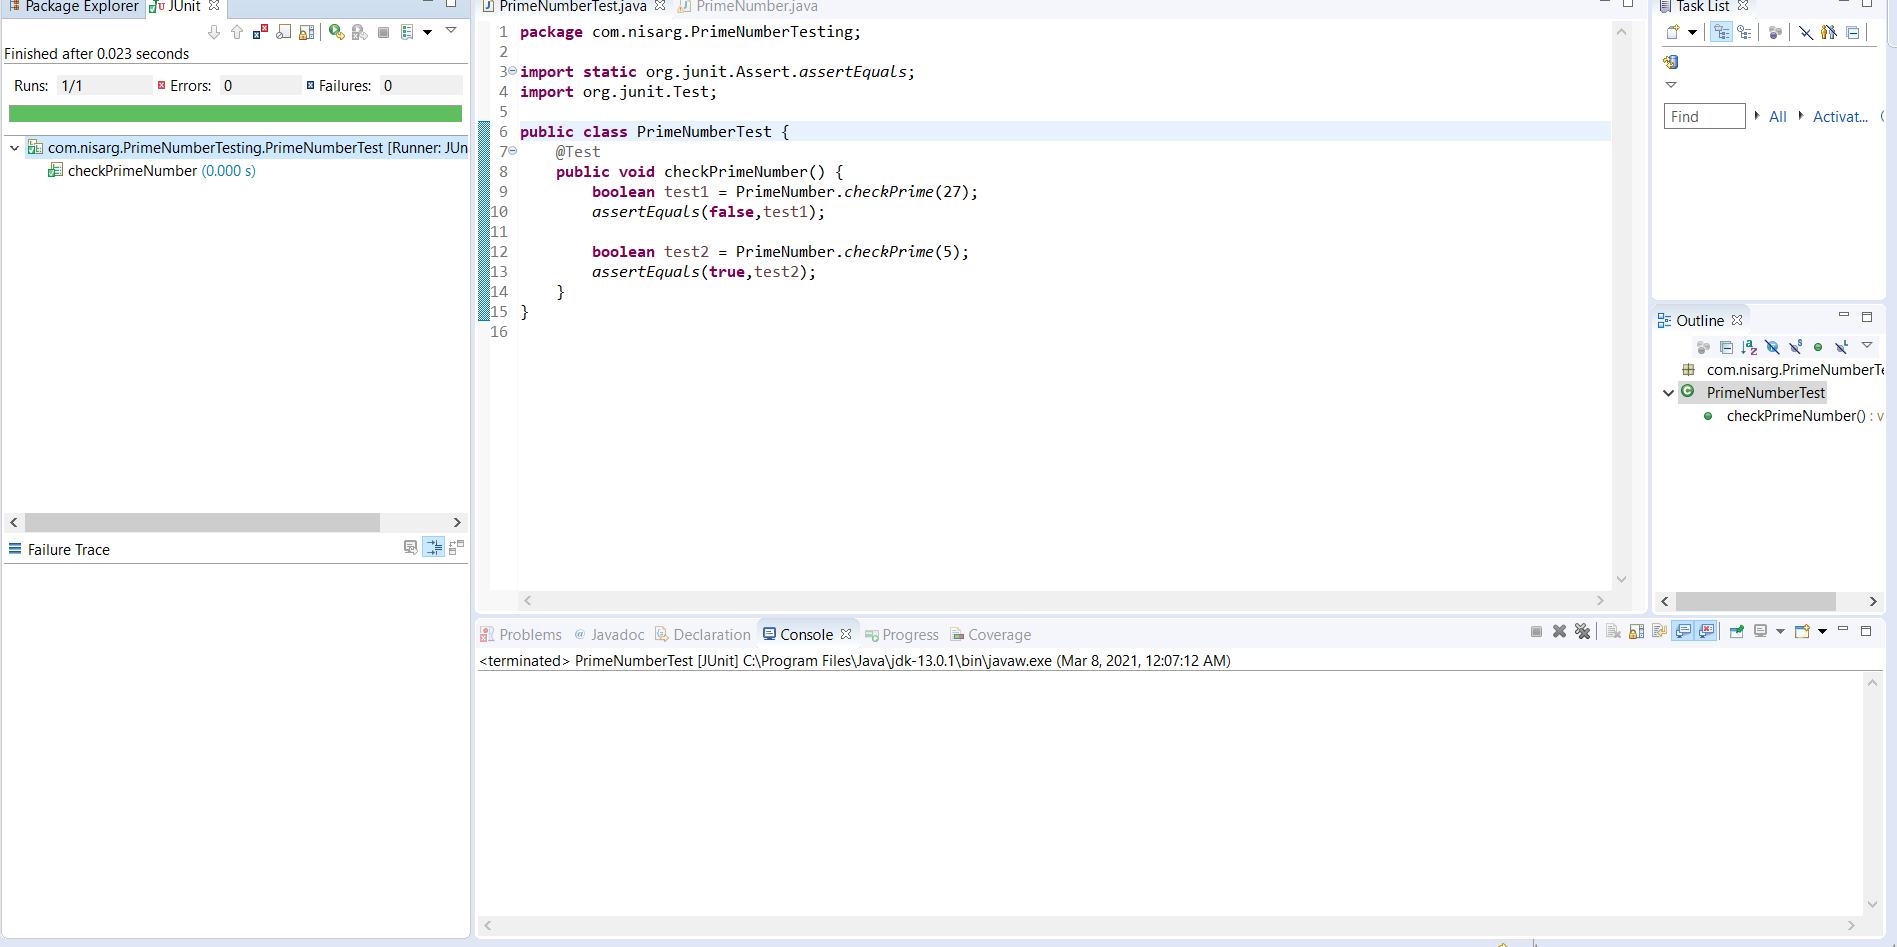 Package Explorer
JUnit
Finished after 0.023 seconds
Runs: 1/1
Errors: 0
Failures: 0
com.nisarg.PrimeNumberTesting.PrimeNumberTest [Runner: JUn
checkPrimeNumber (0.000 s)
Failure Trace
PrimeNumberTest.java
PrimeNumber.java
1 package com.nisarg.PrimeNumberTesting;
2
3 import static org.junit.Assert.assertEquals;
4 import org.junit.Test;
5
6 public class PrimeNumberTest {
7 @Test
8 public void checkPrimeNumber() {
9 boolean test1 = PrimeNumber.checkPrime(27);
10 assertEquals(false,test1);
11
12 boolean test2 = PrimeNumber.checkPrime(5);
13 assertEquals(true,test2);
14 }
15 }
16
Task List
Find
All
Activat...
Outline
com.nisarg.PrimeNumberTe
PrimeNumberTest
checkPrimeNumber() : v
Problems
@ Javadoc
Declaration
Console
Progress
Coverage
<terminated> PrimeNumberTest [JUnit] C:\Program Files\Java\jdk-13.0.1\bin\javaw.exe (Mar 8, 2021, 12:07:12 AM)